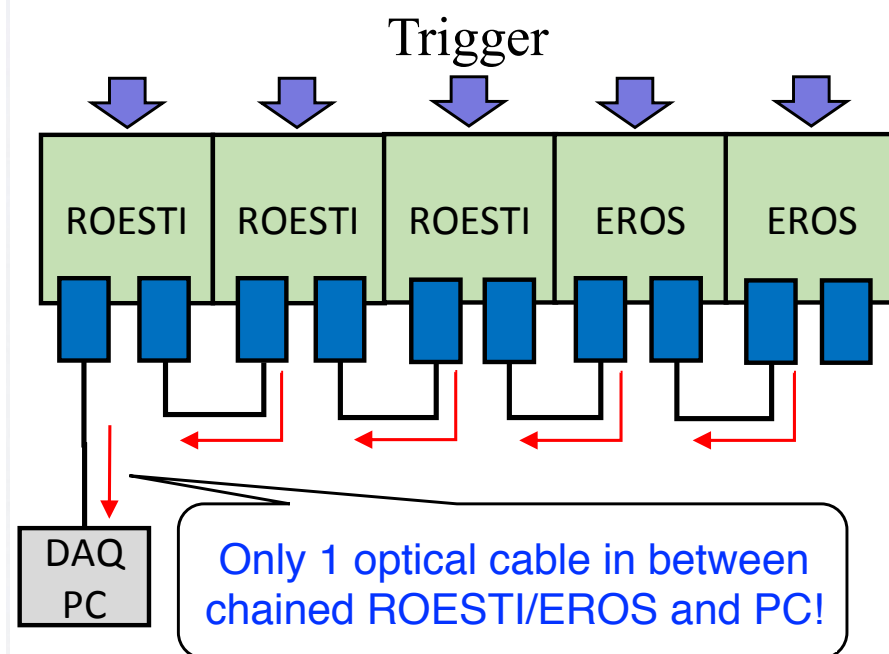 Trigger
ROESTI ROESTI ROESTI EROS EROS
DAQ
PC
Only 1 optical cable in between
chained ROESTI/EROS and PC!